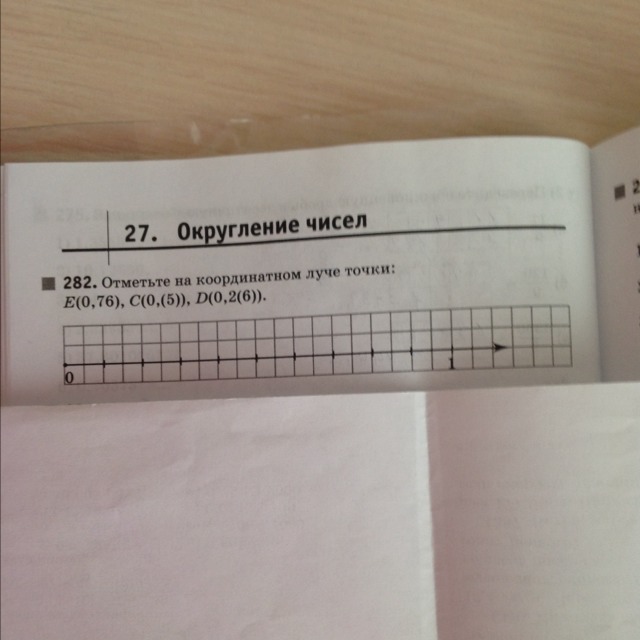 27. Округление чисел
282. Отметьте на координатном луче точки:
E(0,76), C(0,(5)), D(0,2(6)).
0 1